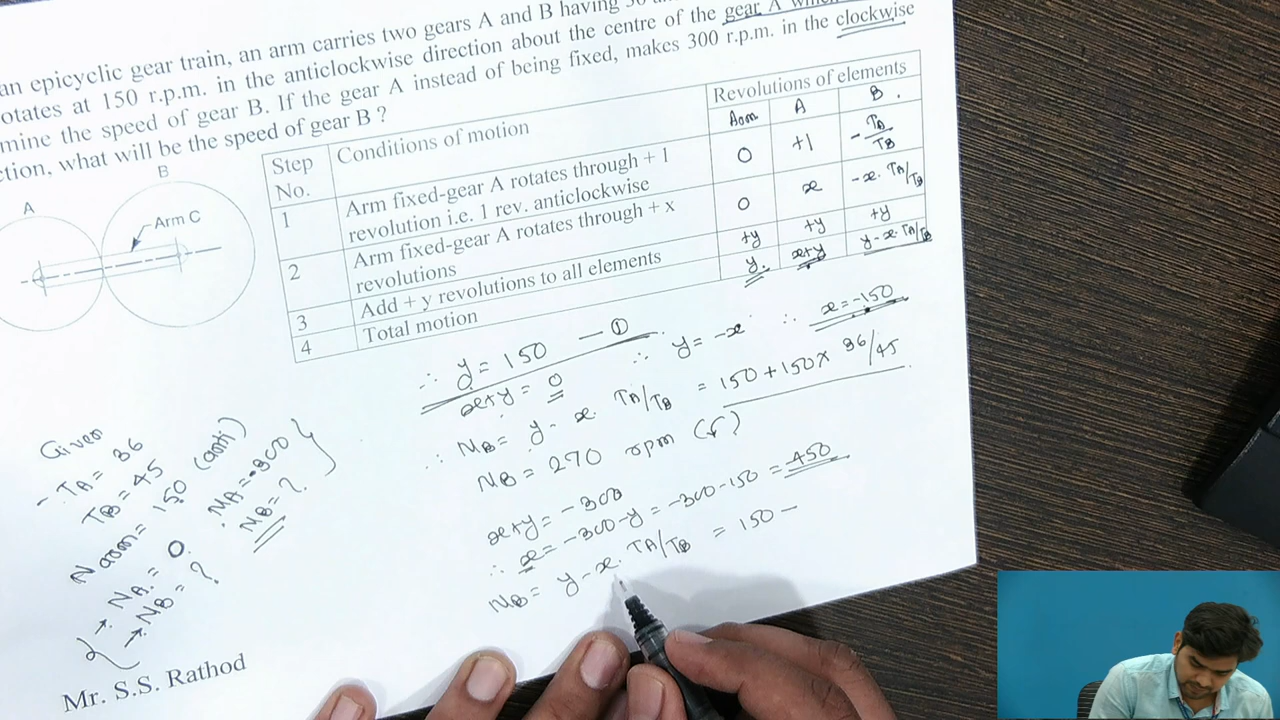 an epicyclic gear train, an arm carries two gears A and B having
otates at 150 r.p.m. in the anticlockwise direction about the centre of the gear A
mine the speed of gear B. If the gear A instead of being fixed, makes 300 r.p.m. in the clockwise
ction, what will be the speed of gear B ?
Step No. Conditions of motion Revolutions of elements
Arm A B.
1 Arm fixed-gear A rotates through + 1 revolution i.e. 1 rev. anticlockwise 0 +1 -TA/TB
2 Arm fixed-gear A rotates through + x revolutions 0 x -x. TA/TB
3 Add + y revolutions to all elements +y +y +y
4 Total motion y. x+y y-x.TA/TB
A
B
Arm C
∴ y = 150 — ①
x+y = 0 ∴ y = -x ∴ x = -150
∴ NB = y - x. TA/TB = 150 + 150 x 36/45
NB = 270 rpm (↶)
x+y = -300
∴ x = -300-y = -300-150 = 450
NB = y-x. TA/TB = 150 -
Given
- TA = 36
TB = 45
Narm = 150 (anti)
→ NA = 0. NA = -300
→ NB = ? NB = ?
Mr. S.S. Rathod